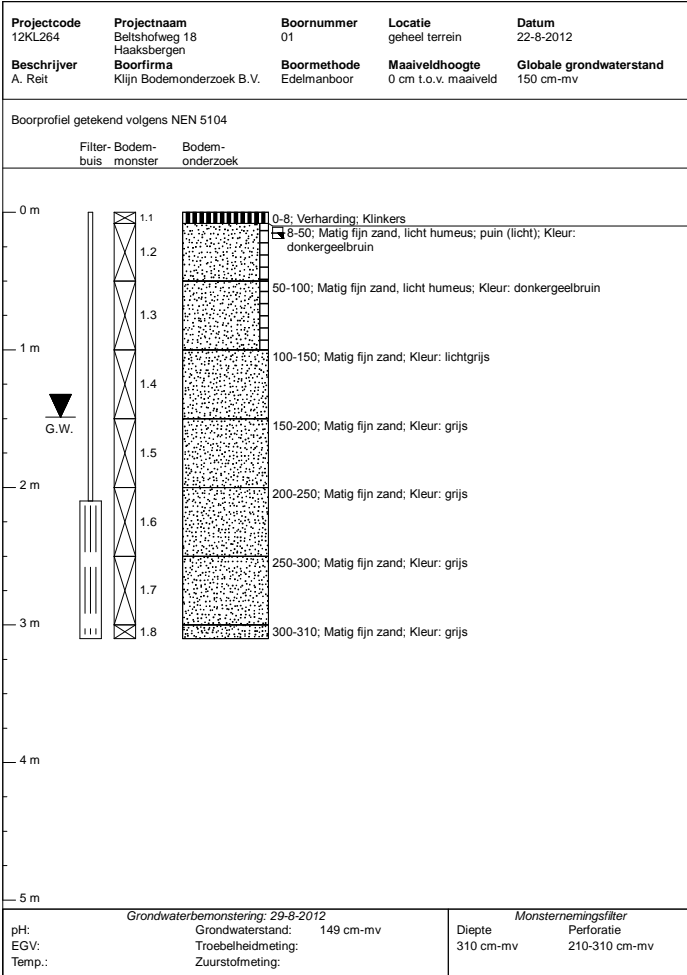 Projectcode Projectnaam Boornummer Locatie Datum
12KL264 Beltshofweg 18 01 geheel terrein 22-8-2012
Haaksbergen
Beschrijver Boorfirma Boormethode Maaiveldhoogte Globale grondwaterstand
A. Reit Klijn Bodemonderzoek B.V. Edelmanboor 0 cm t.o.v. maaiveld 150 cm-mv
Boorprofiel getekend volgens NEN 5104
Filter- Bodem- Bodem-
buis monster onderzoek
0 m 1.1 0-8; Verharding; Klinkers
8-50; Matig fijn zand, licht humeus; puin (licht); Kleur:
1.2 donkergeelbruin
50-100; Matig fijn zand, licht humeus; Kleur: donkergeelbruin
1.3
1 m 100-150; Matig fijn zand; Kleur: lichtgrijs
1.4
G.W. 150-200; Matig fijn zand; Kleur: grijs
1.5
2 m 200-250; Matig fijn zand; Kleur: grijs
1.6
250-300; Matig fijn zand; Kleur: grijs
1.7
3 m 1.8 300-310; Matig fijn zand; Kleur: grijs
4 m
5 m
Grondwaterbemonstering: 29-8-2012 Monsternemingsfilter
pH: Grondwaterstand: 149 cm-mv Diepte Perforatie
EGV: Troebelheidmeting: 310 cm-mv 210-310 cm-mv
Temp.: Zuurstofmeting: